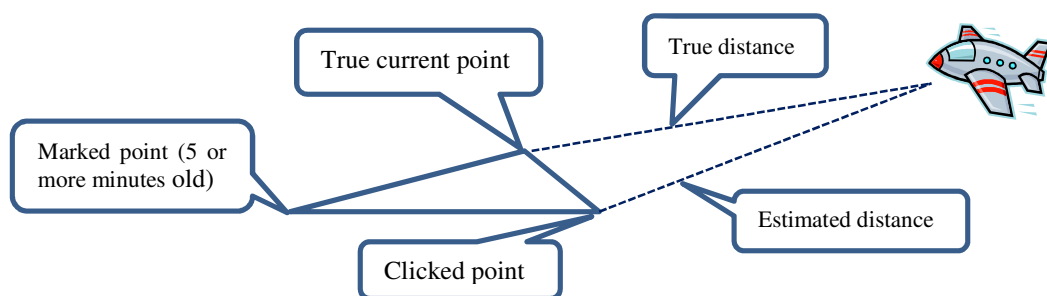 True current point
True distance
Marked point (5 or
more minutes old)
Estimated distance
Clicked point